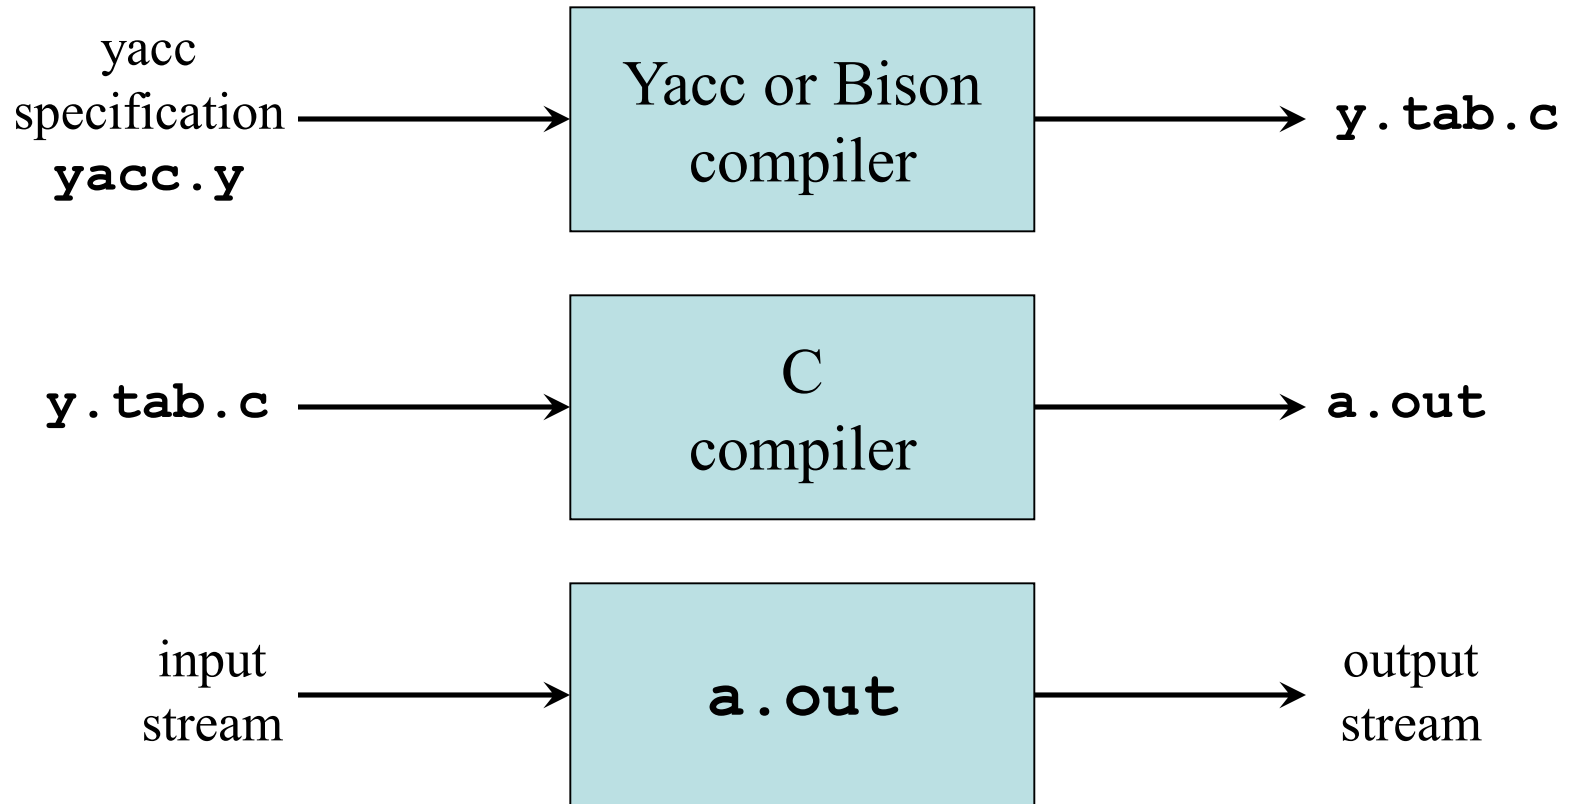 yacc
specification
yacc.y
Yacc or Bison
compiler
y.tab.c
y.tab.c
C
compiler
a.out
input
stream
a.out
output
stream